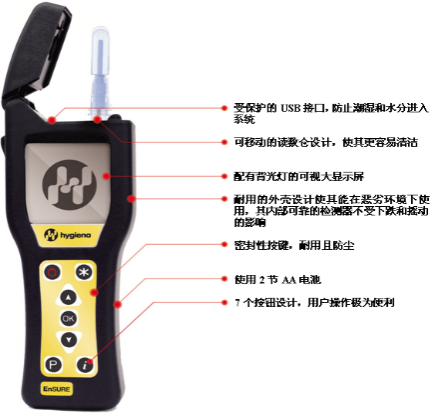 受保护的 USB 接口，防止潮湿和水分进入
系统
可移动的读数仓设计，使其更容易清洁
配有背光灯的可视大显示屏
耐用的外壳设计使其能在恶劣环境下使
用，其内部可靠的检测器不受下跌和摇动
的影响
密封性按键，耐用且防尘
使用 2 节 AA 电池
7 个按钮设计，用户操作极为便利
hygiena
OK
P
i
EnSURE